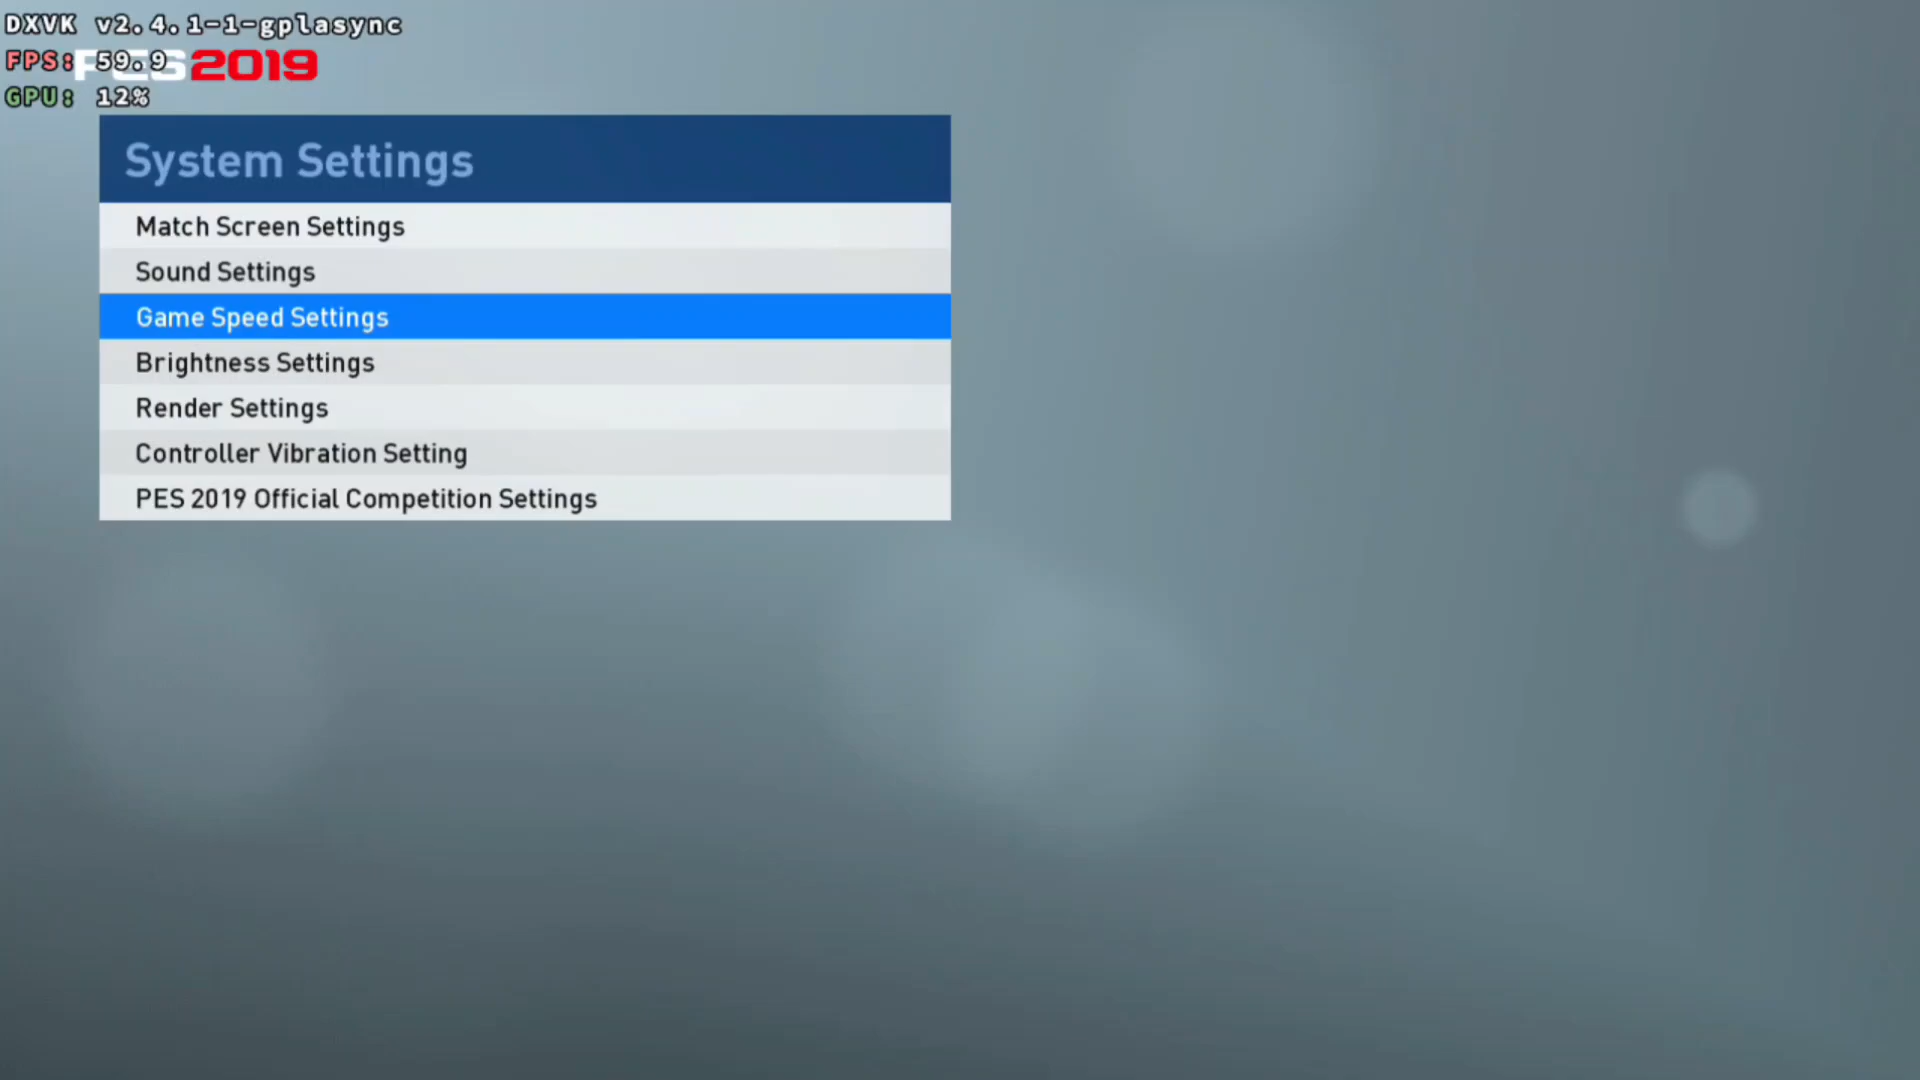 DXVK v2.4.1-1-gplasync
FPS: 59.9
PES 2019
GPU: 12%
System Settings
Match Screen Settings
Sound Settings
Game Speed Settings
Brightness Settings
Render Settings
Controller Vibration Setting
PES 2019 Official Competition Settings